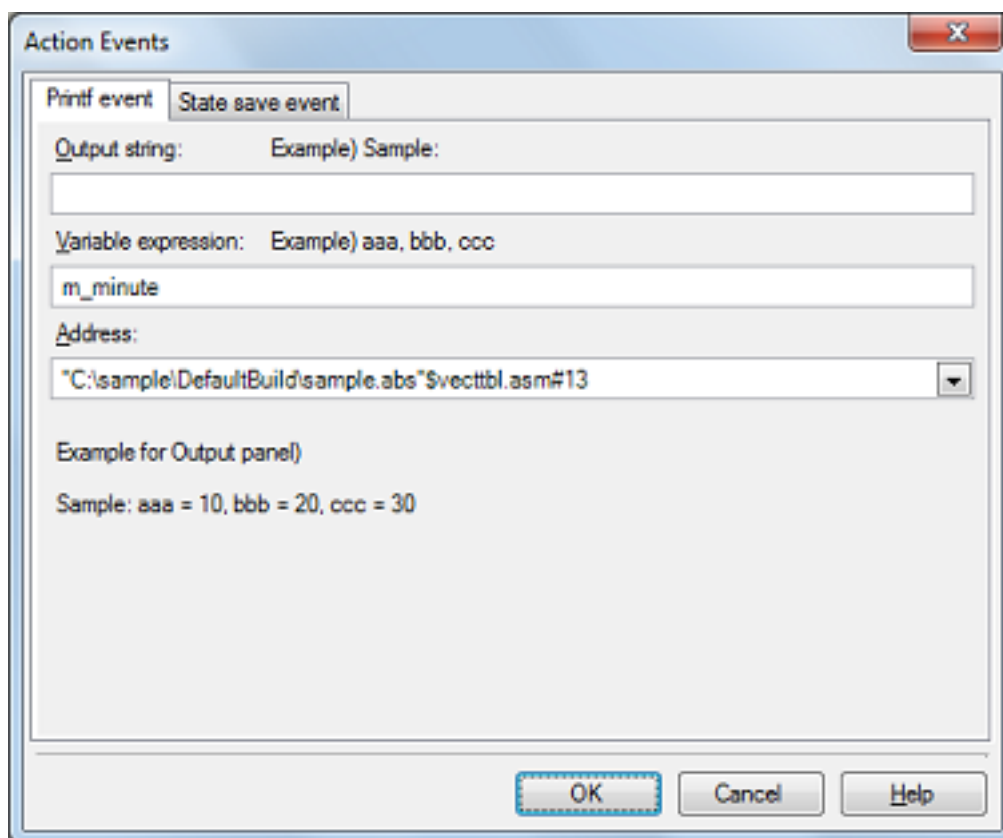 Action Events
Printf event State save event
Output string: Example) Sample:
Variable expression: Example) aaa, bbb, ccc
m_minute
Address:
"C:\sample\DefaultBuild\sample.abs"$vecttbl.asm#13
Example for Output panel)
Sample: aaa = 10, bbb = 20, ccc = 30
OK Cancel Help